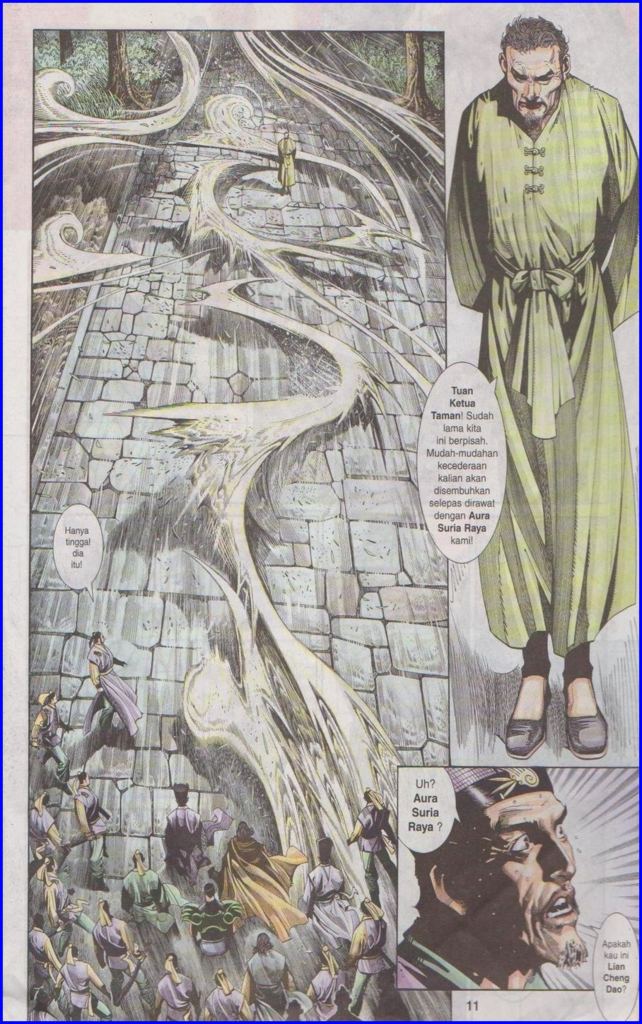 Tuan
Ketua
Taman! Sudah
lama kita
ini berpisah.
Mudah-mudahan
kecederaan
kalian akan
disembuhkan
selepas dirawat
dengan Aura
Suria Raya
kami!
Hanya
tinggal
dia
itu!
Uh?
Aura
Suria
Raya ?
Apakah
kau ini
Lian
Cheng
Dao?
11